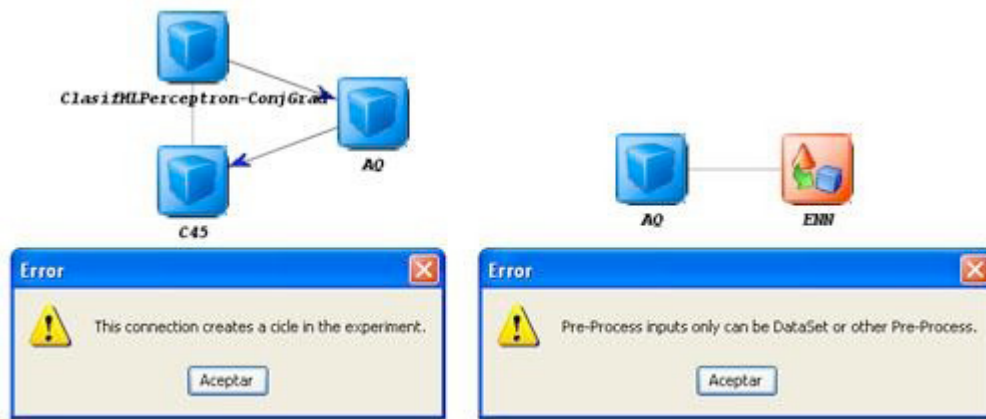 ClasifMLPerceptron-ConjGrad
AQ
C45
AQ
ENN
Error
This connection creates a cicle in the experiment.
Aceptar
Error
Pre-Process inputs only can be DataSet or other Pre-Process.
Aceptar